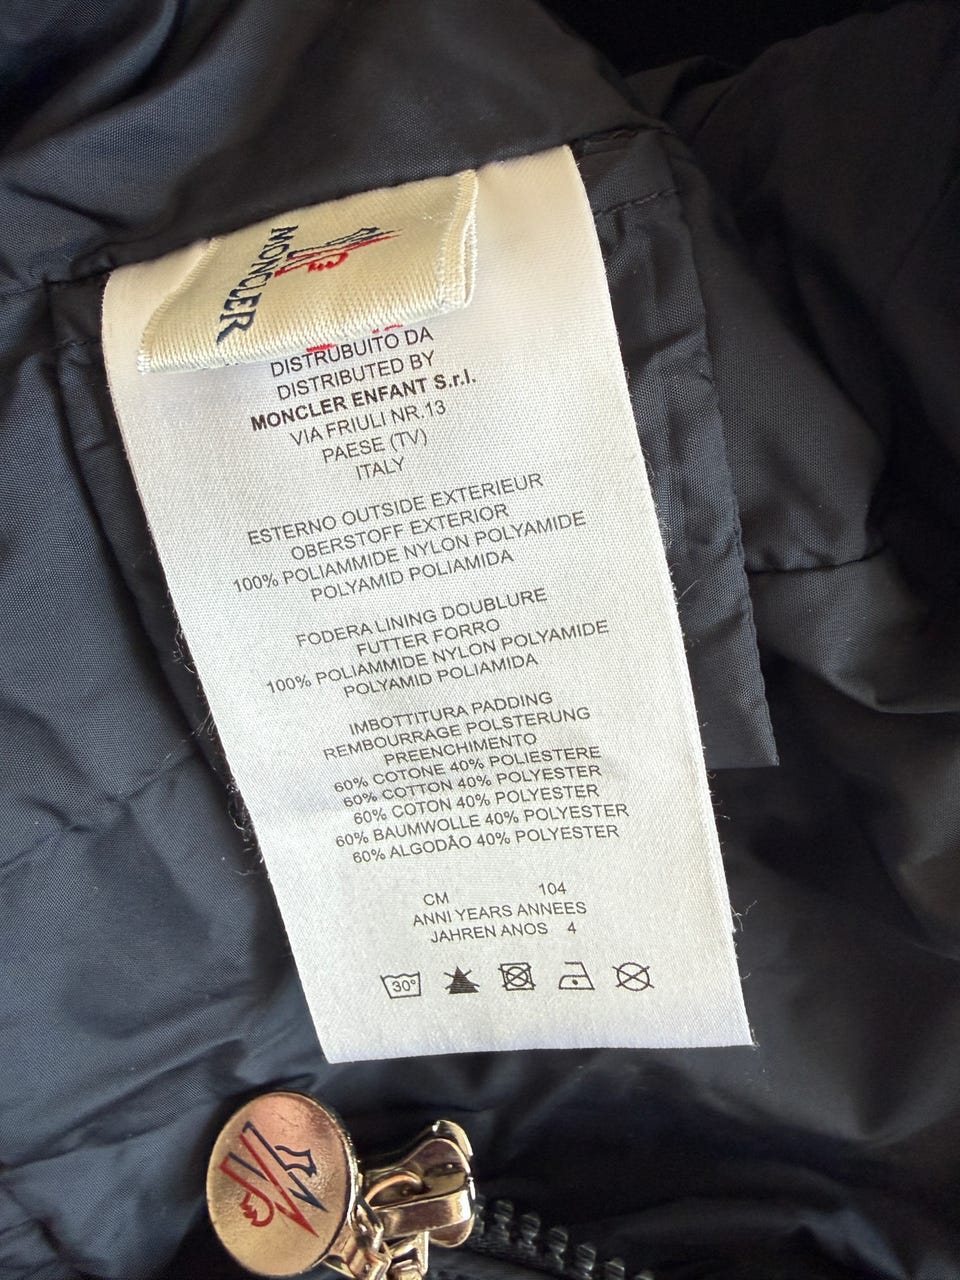 MONCLER
DISTRUBUITO DA
DISTRIBUTED BY
MONCLER ENFANT S.r.l.
VIA FRIULI NR.13
PAESE (TV)
ITALY
ESTERNO OUTSIDE EXTERIEUR
OBERSTOFF EXTERIOR
100% POLIAMMIDE NYLON POLYAMIDE
POLYAMID POLIAMIDA
FODERA LINING DOUBLURE
FUTTER FORRO
100% POLIAMMIDE NYLON POLYAMIDE
POLYAMID POLIAMIDA
IMBOTTITURA PADDING
REMBOURRAGE POLSTERUNG
PREENCHIMENTO
60% COTONE 40% POLIESTERE
60% COTTON 40% POLYESTER
60% COTON 40% POLYESTER
60% BAUMWOLLE 40% POLYESTER
60% ALGODÃO 40% POLYESTER
CM 104
ANNI YEARS ANNEES
JAHREN ANOS 4
30°